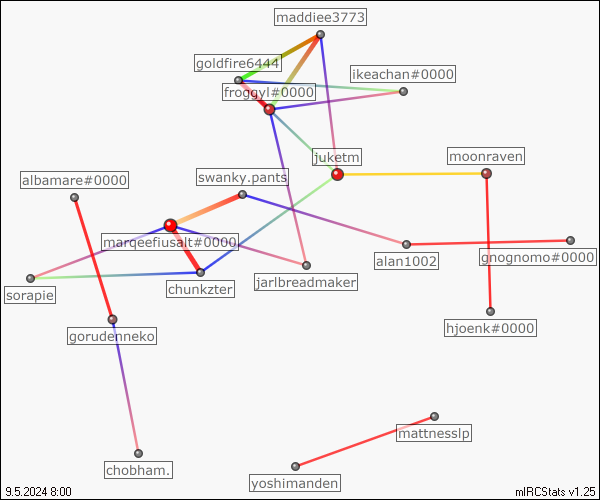 maddiee3773
goldfire6444
ikeachan#0000
froggyl#0000
juketm
moonraven
swanky.pants
albamare#0000
marqeefiusalt#0000
alan1002
gnognomo#0000
sorapie
chunkzter
jarlbreadmaker
gorudenneko
hjoenk#0000
mattnesslp
chobham.
yoshimanden
9.5.2024 8:00
mIRCStats v1.25